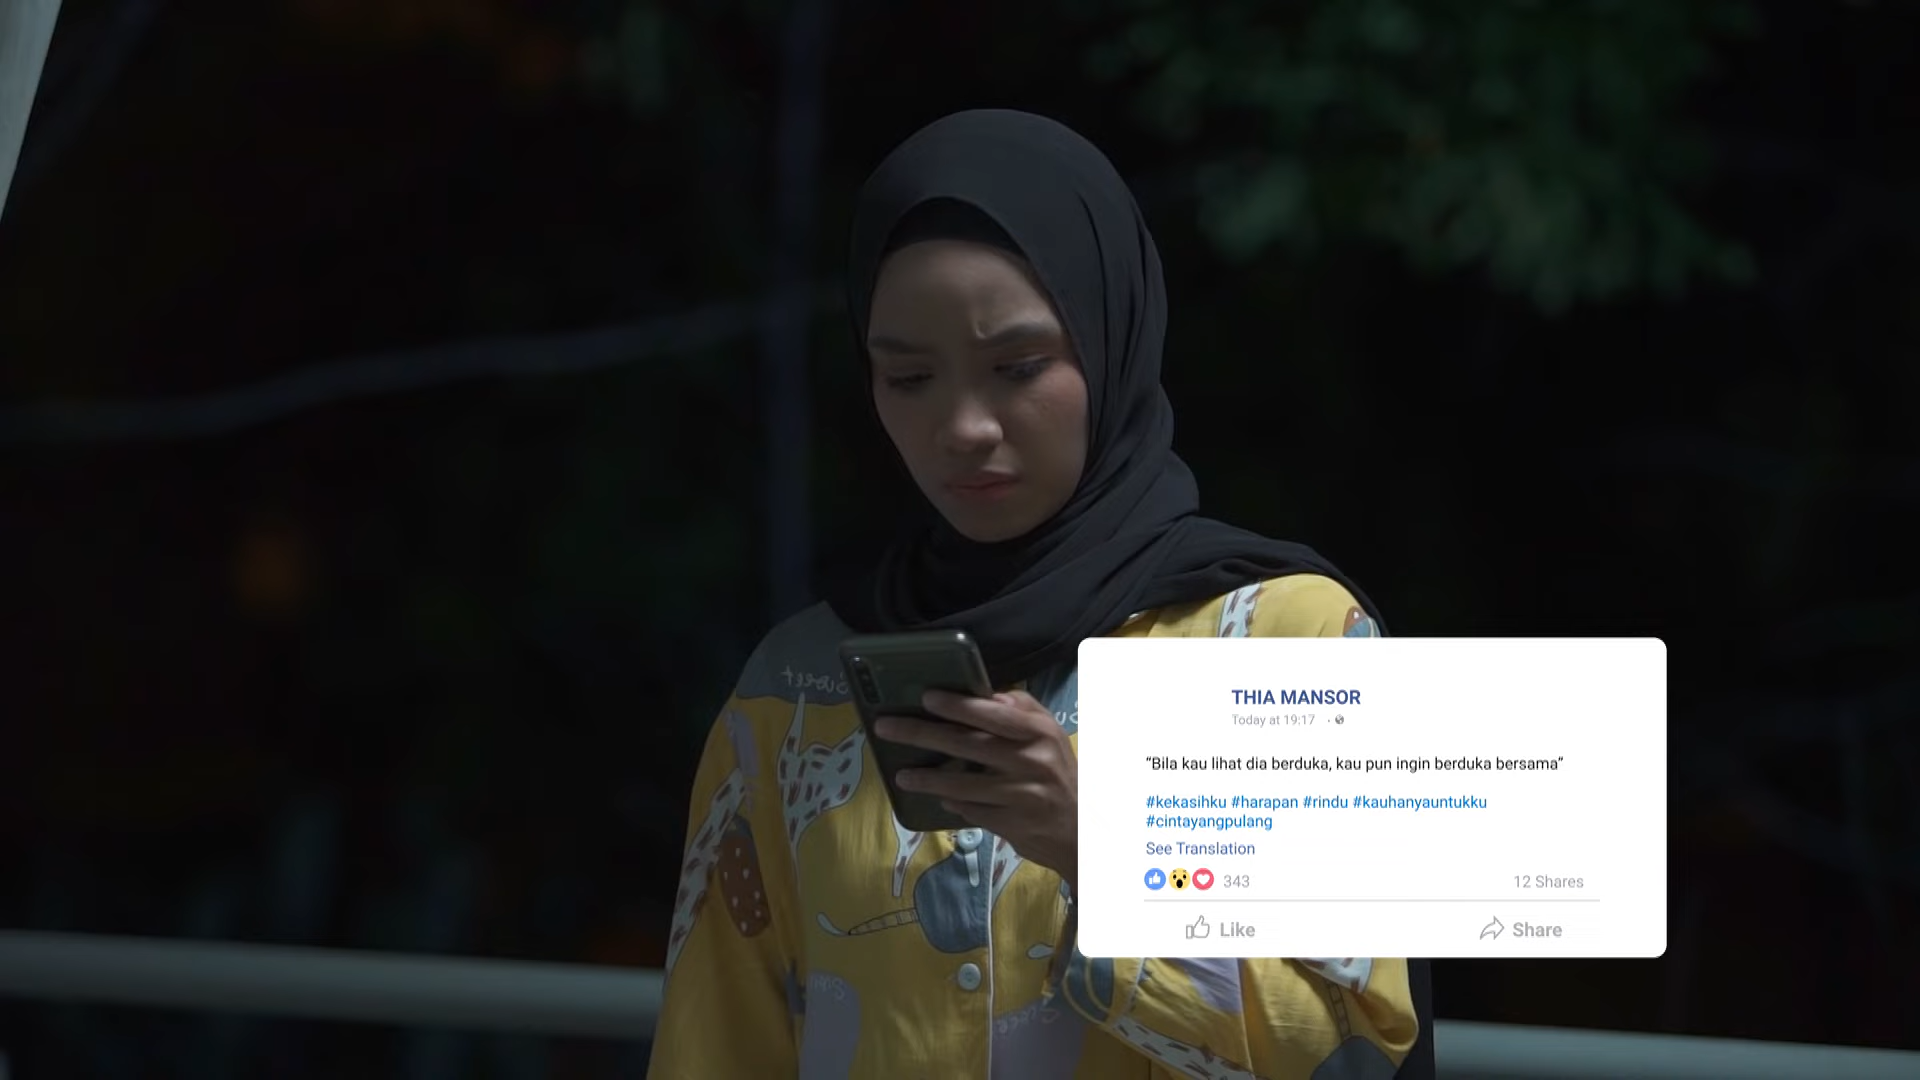 THIA MANSOR
Today at 19:17
“Bila kau lihat dia berduka, kau pun ingin berduka bersama”
#kekasihku #harapan #rindu #kauhanyauntukku
#cintayangpulang
See Translation
343 12 Shares
Like Share